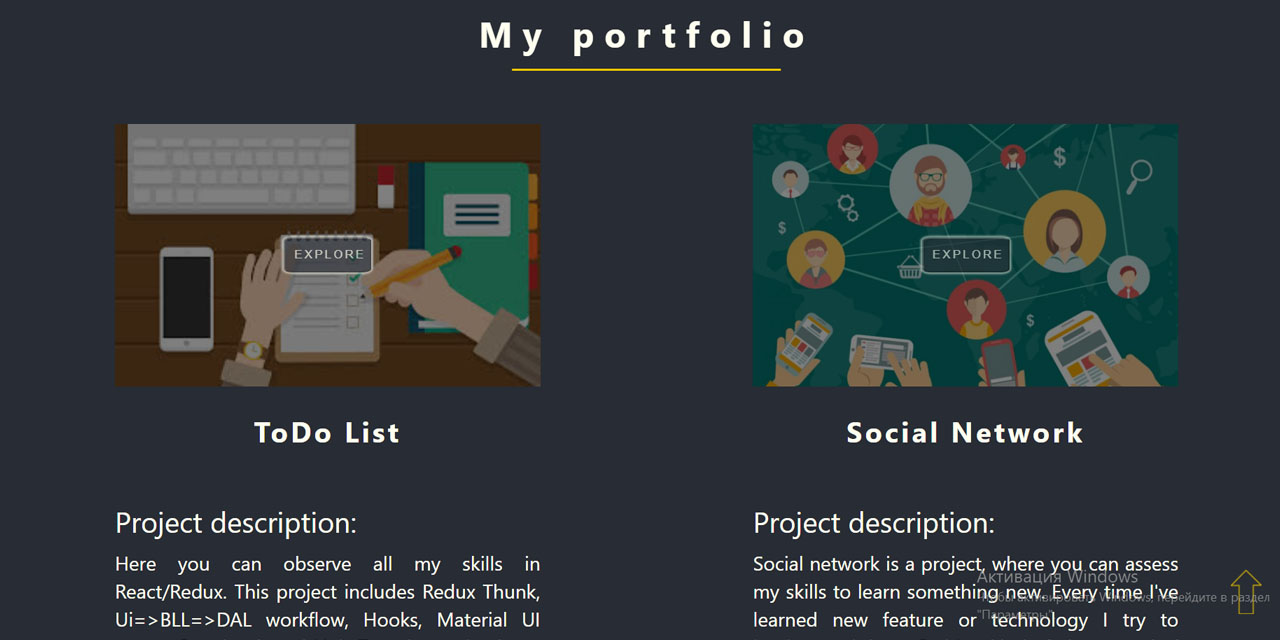 My portfolio
EXPLORE
EXPLORE
ToDo List
Social Network
Project description:
Here you can observe all my skills in
React/Redux. This project includes Redux Thunk,
Ui=>BLL=>DAL workflow, Hooks, Material UI
Project description:
Social network is a project, where you can assess
my skills to learn something new. Every time I've
learned new feature or technology I try to
Активация Windows
Чтобы активировать Windows, перейдите в раздел
"Параметры".